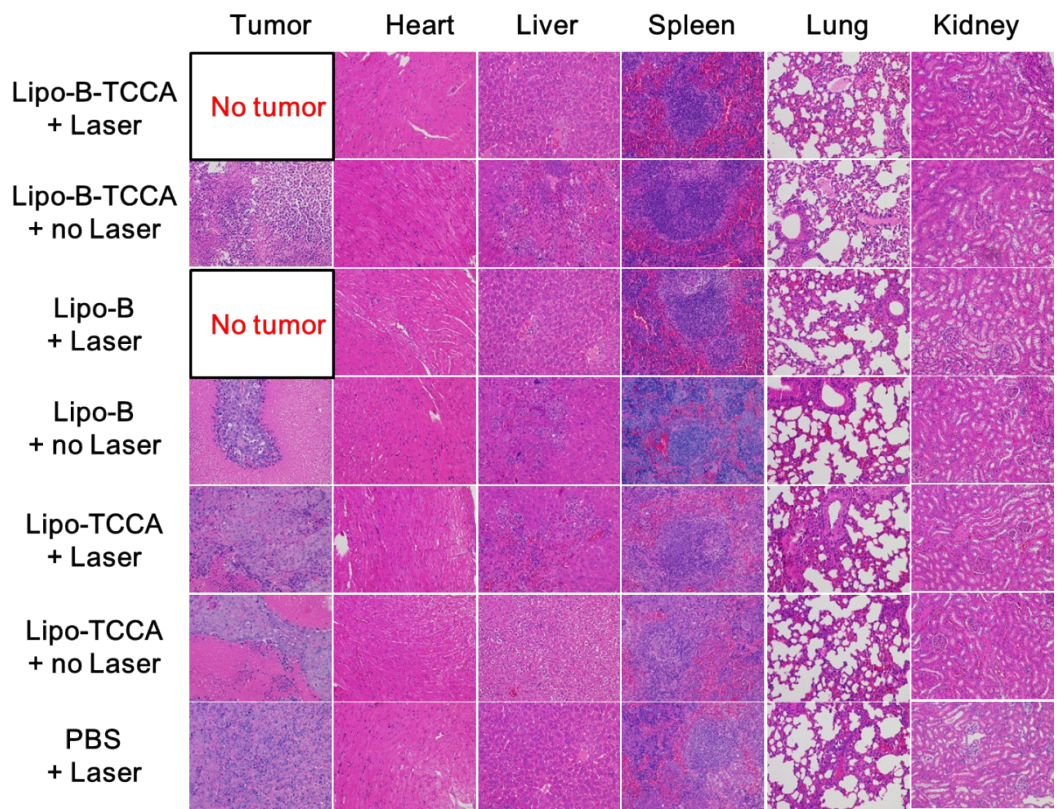 Tumor Heart Liver Spleen Lung Kidney
Lipo-B-TCCA
+ Laser
No tumor
Lipo-B-TCCA
+ no Laser
Lipo-B
+ Laser
No tumor
Lipo-B
+ no Laser
Lipo-TCCA
+ Laser
Lipo-TCCA
+ no Laser
PBS
+ Laser